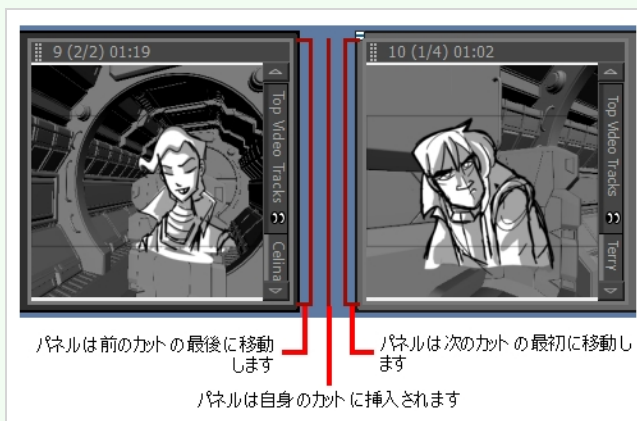 9 (2/2) 01:19
Top Video Tracks
Celina
10 (1/4) 01:02
Top Video Tracks
Terry
パネルは前のカットの最後に移動
します
パネルは次のカットの最初に移動し
ます
パネルは自身のカットに挿入されます